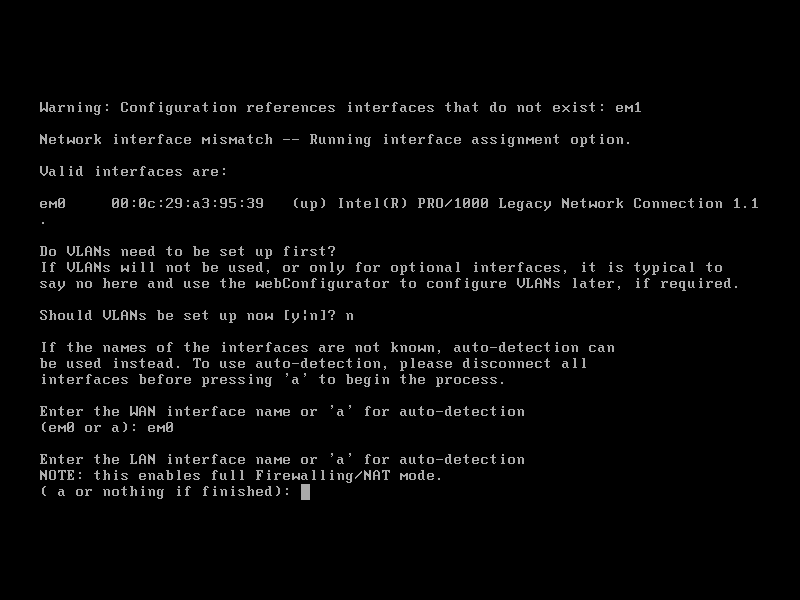 Warning: Configuration references interfaces that do not exist: em1
Network interface mismatch -- Running interface assignment option.
Valid interfaces are:
em0     00:0c:29:a3:95:39   (up) Intel(R) PRO/1000 Legacy Network Connection 1.1
.
Do VLANs need to be set up first?
If VLANs will not be used, or only for optional interfaces, it is typical to
say no here and use the webConfigurator to configure VLANs later, if required.
Should VLANs be set up now [y|n]? n
If the names of the interfaces are not known, auto-detection can
be used instead. To use auto-detection, please disconnect all
interfaces before pressing 'a' to begin the process.
Enter the WAN interface name or 'a' for auto-detection
(em0 or a): em0
Enter the LAN interface name or 'a' for auto-detection
NOTE: this enables full Firewalling/NAT mode.
( a or nothing if finished):